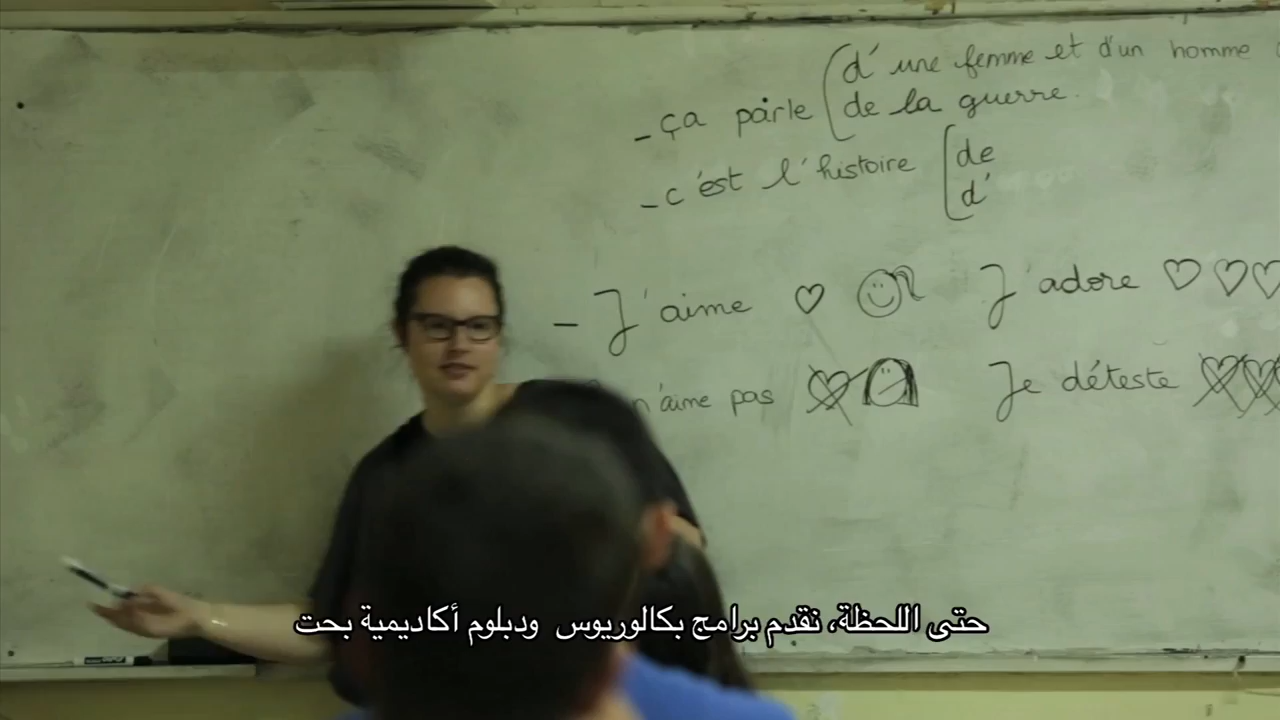 d'une femme et d'un homme
- ça parle de la guerre.
- c'est l'histoire de
d'
- J'aime J'adore
n'aime pas Je déteste
حتى اللحظة، نقدم برامج بكالوريوس ودبلوم أكاديمية بحت